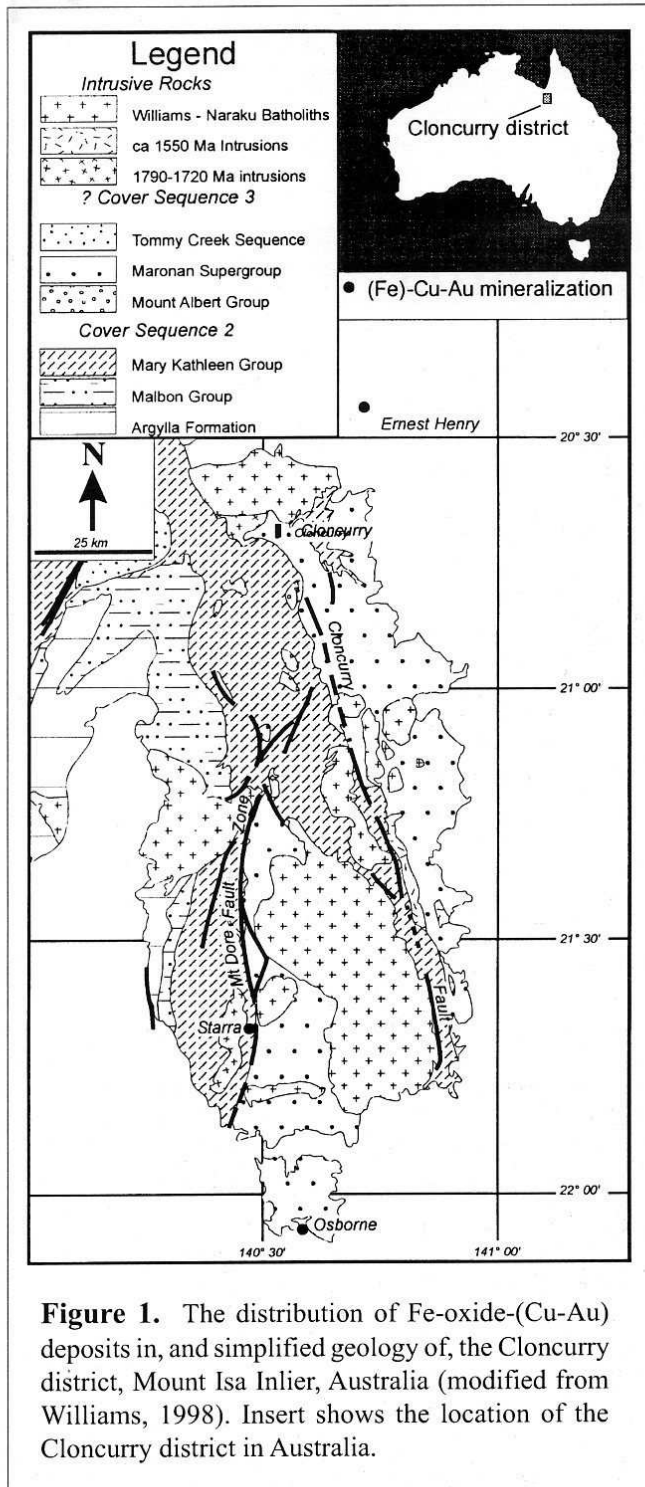 Legend
Intrusive Rocks
Williams - Naraku Batholiths
ca 1550 Ma Intrusions
1790-1720 Ma intrusions
? Cover Sequence 3
Tommy Creek Sequence
Maronan Supergroup
Mount Albert Group
Cover Sequence 2
Mary Kathleen Group
Malbon Group
Argylla Formation
Cloncurry district
(Fe)-Cu-Au mineralization
Ernest Henry
20° 30'
N
25 km
Cloncurry
Cloncurry
Cloncurry
21° 00'
Zone
Mt Dore Fault
21° 30'
Fault
Starra
22° 00'
Osborne
140° 30'
141° 00'
Figure 1. The distribution of Fe-oxide-(Cu-Au)
deposits in, and simplified geology of, the Cloncurry
district, Mount Isa Inlier, Australia (modified from
Williams, 1998). Insert shows the location of the
Cloncurry district in Australia.